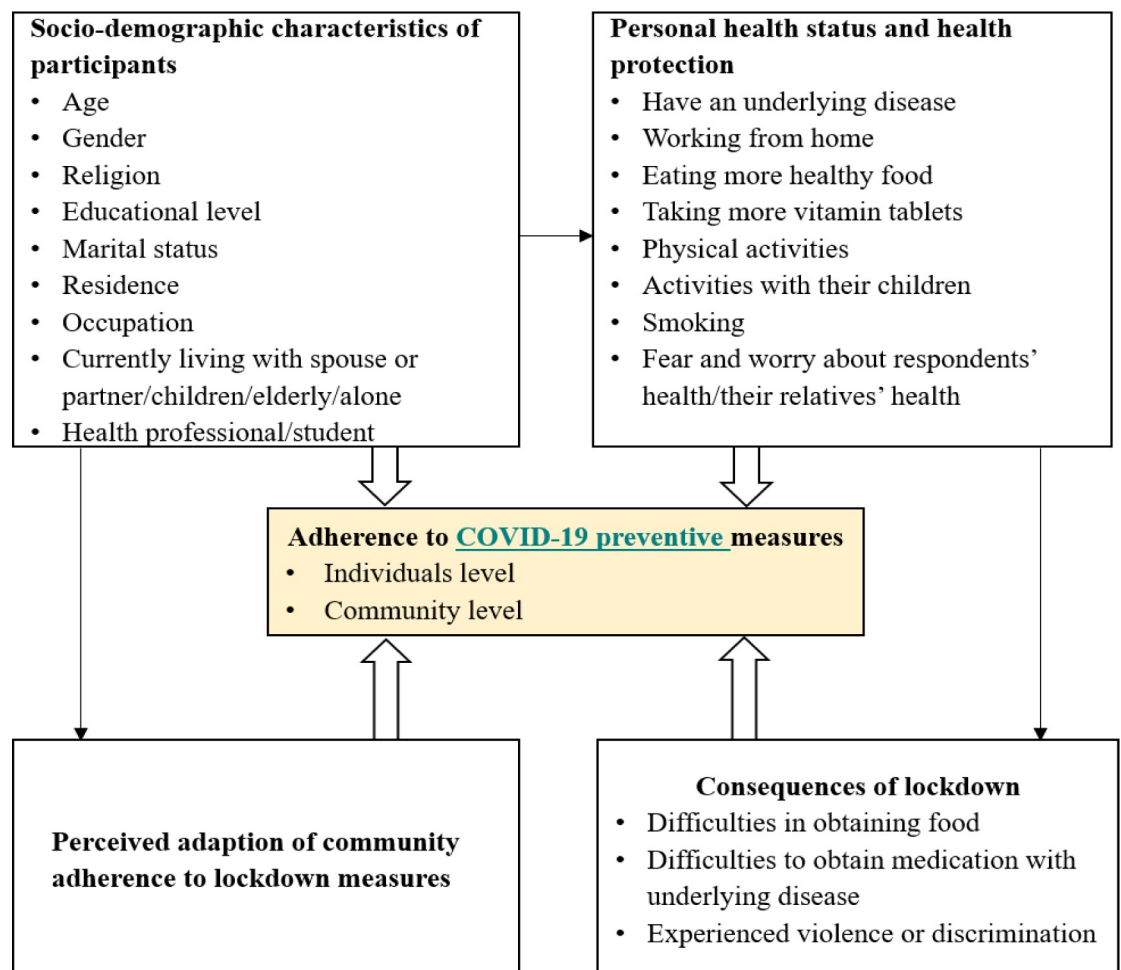 Socio-demographic characteristics of
participants
• Age
• Gender
• Religion
• Educational level
• Marital status
• Residence
• Occupation
• Currently living with spouse or
partner/children/elderly/alone
• Health professional/student
Personal health status and health
protection
• Have an underlying disease
• Working from home
• Eating more healthy food
• Taking more vitamin tablets
• Physical activities
• Activities with their children
• Smoking
• Fear and worry about respondents’
health/their relatives’ health
Adherence to COVID-19 preventive measures
• Individuals level
• Community level
Perceived adaption of community
adherence to lockdown measures
Consequences of lockdown
• Difficulties in obtaining food
• Difficulties to obtain medication with
underlying disease
• Experienced violence or discrimination